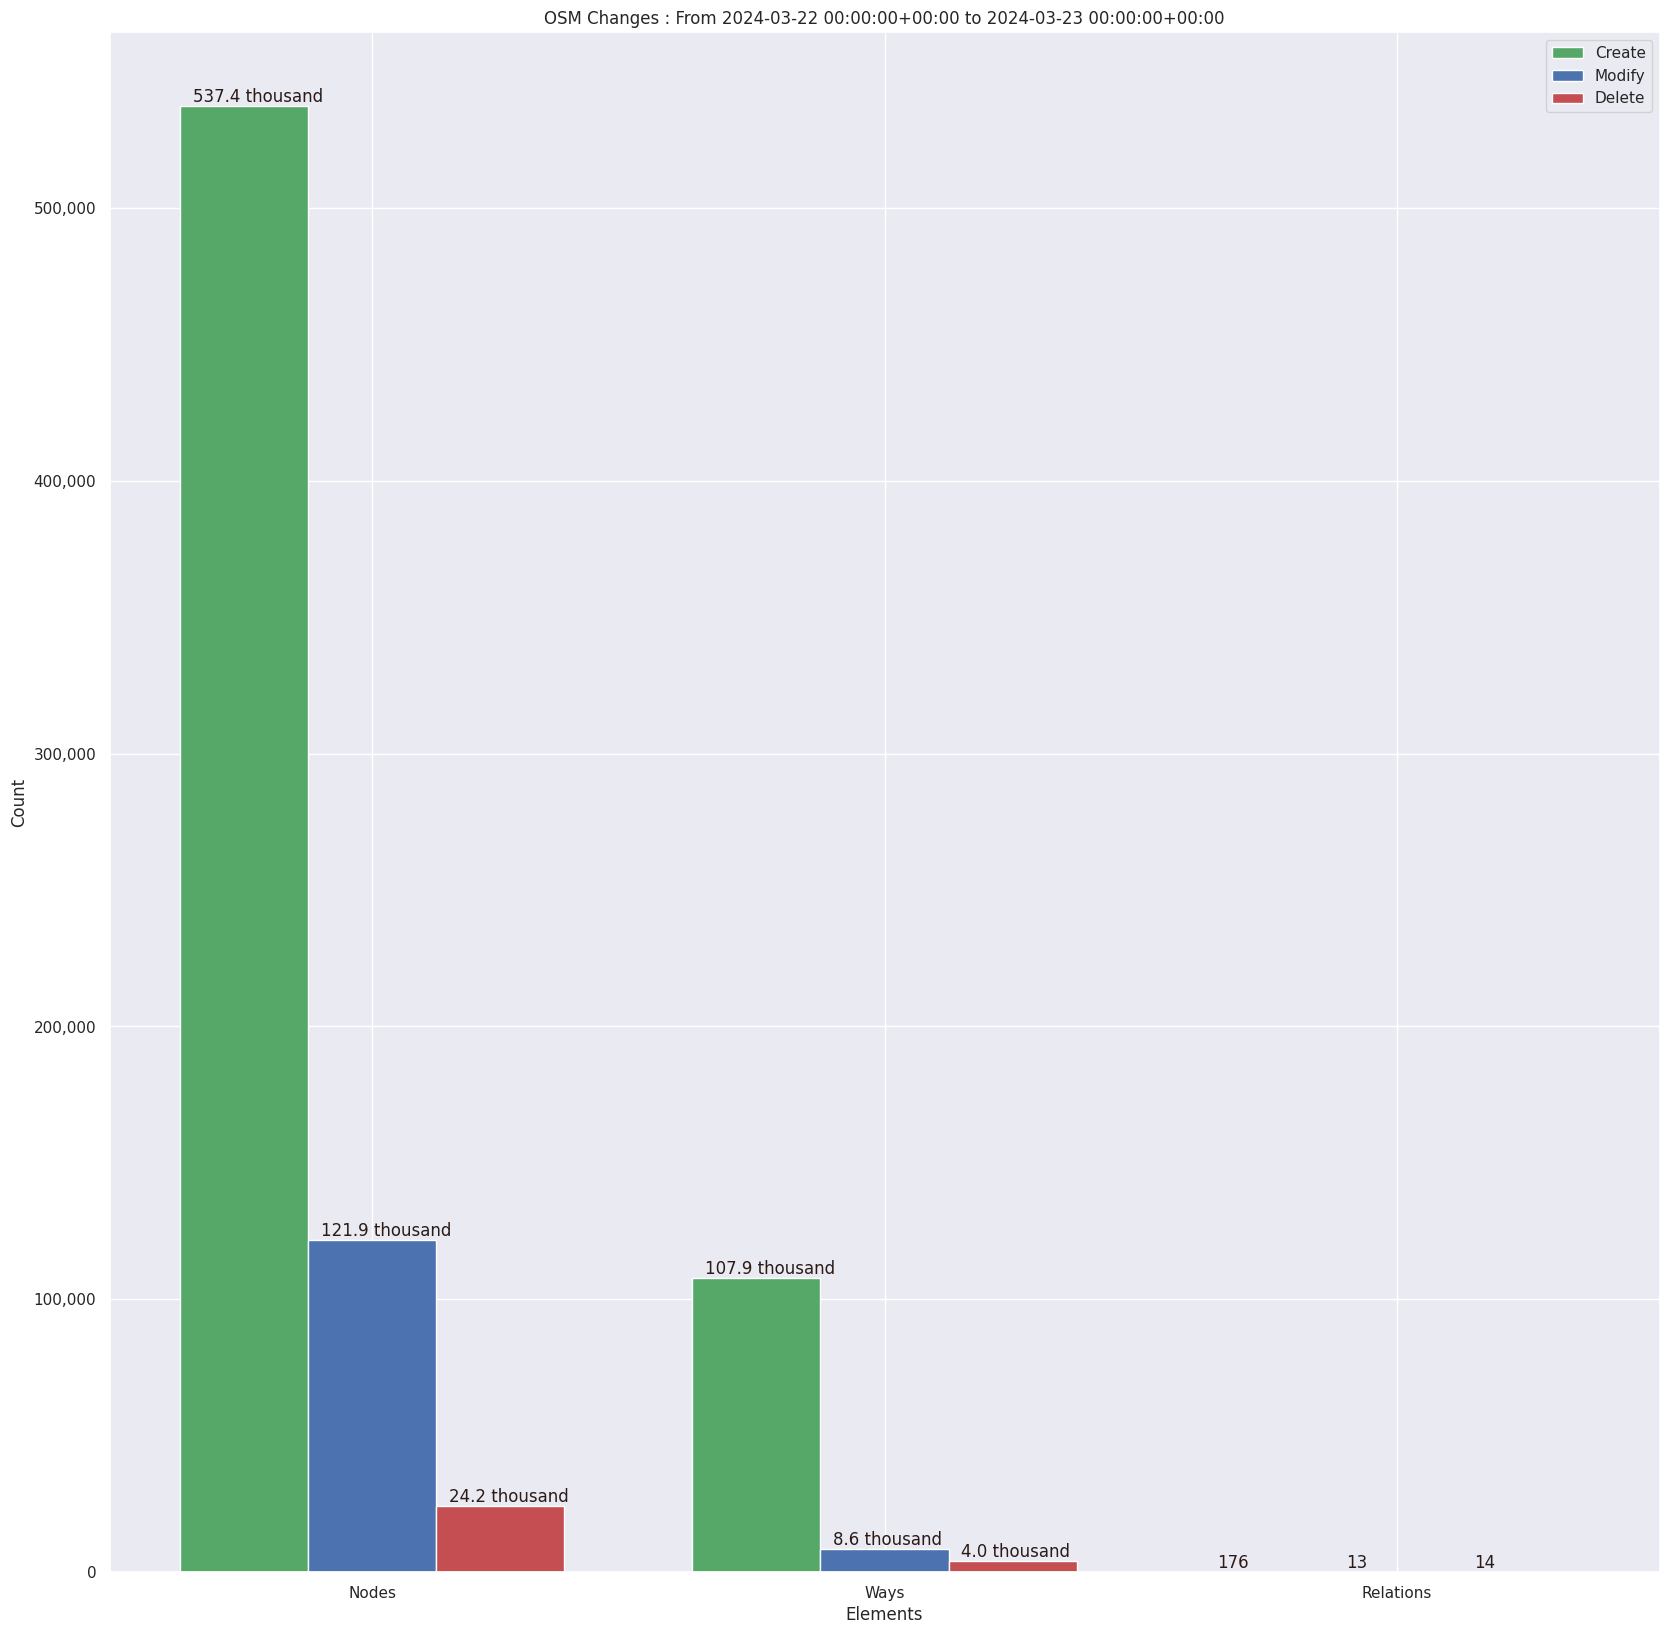 OSM Changes : From 2024-03-22 00:00:00+00:00 to 2024-03-23 00:00:00+00:00
Create
Modify
Delete
537.4 thousand
500,000
400,000
300,000
Count
200,000
121.9 thousand
107.9 thousand
100,000
24.2 thousand
8.6 thousand
4.0 thousand
176
13
14
0
Nodes
Ways
Relations
Elements